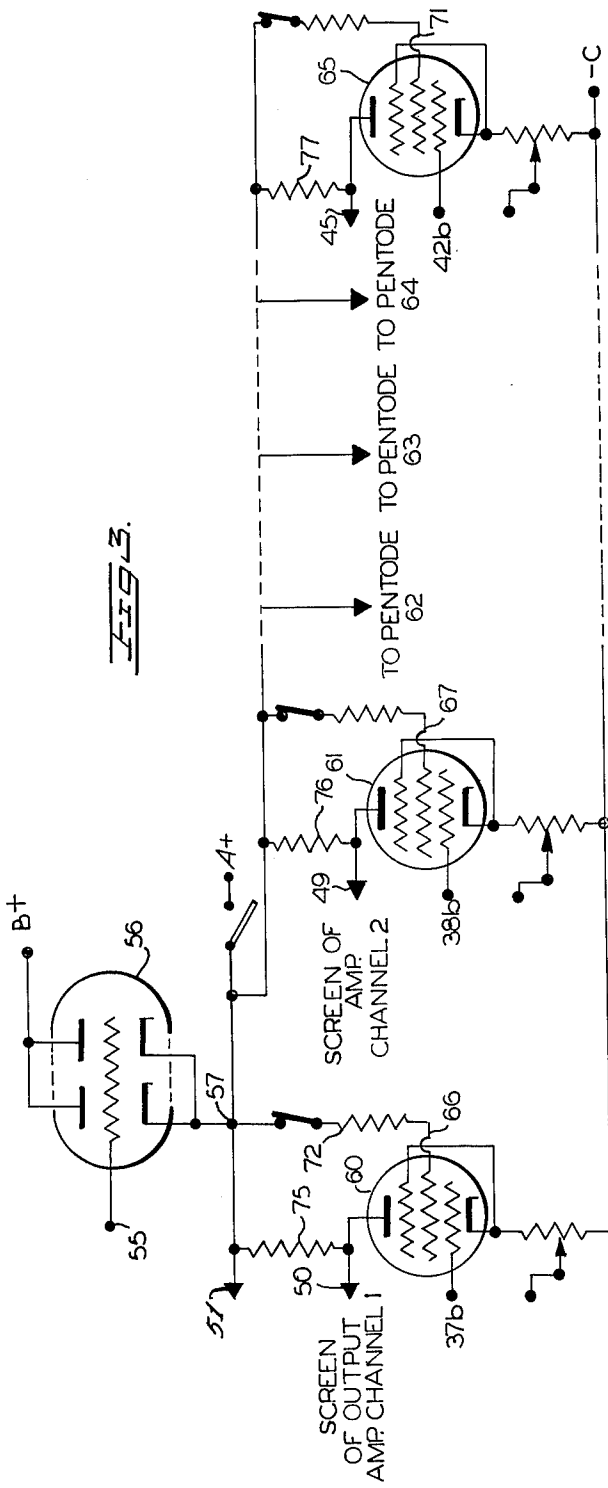 Fig 3.
B+
56
55
57
A+
51
75
72
50
60
66
37b
SCREEN
OF OUTPUT
AMP. CHANNEL 1
76
49
61
67
38b
SCREEN OF
AMP.
CHANNEL 2
TO PENTODE
62
TO PENTODE
63
TO PENTODE
64
77
45
65
71
42b
-C